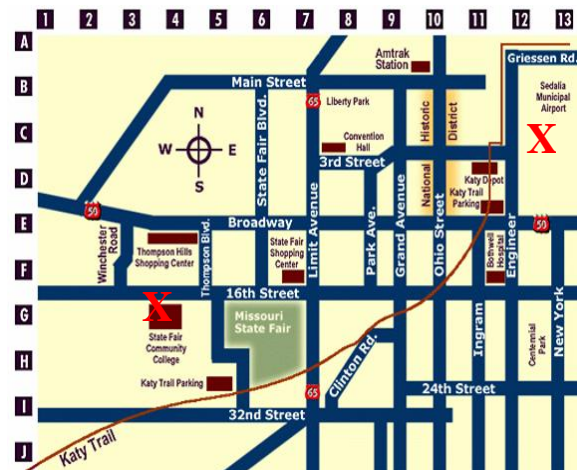 1 2 3 4 5 6 7 8 9 10 11 12 13
A
B
C
D
E
F
G
H
I
J
Amtrak
Station
Griessen Rd.
Main Street
65
Liberty Park
Sedalia
Municipal
Airport
X
State Fair Blvd.
N
W E
S
Convention
Hall
Historic
District
3rd Street
National
Katy Depot
Katy Trail
Parking
50
Broadway
50
Winchester
Road
Thompson Hills
Shopping Center
Thompson Blvd.
State Fair
Shopping
Center
Limit Avenue
Park Ave.
Grand Avenue
Ohio Street
Bothwell
Hospital
Engineer
16th Street
X
State Fair
Community
College
Missouri
State Fair
Clinton Rd.
Ingram
Centennial
Park
New York
Katy Trail Parking
65
24th Street
32nd Street
Katy Trail